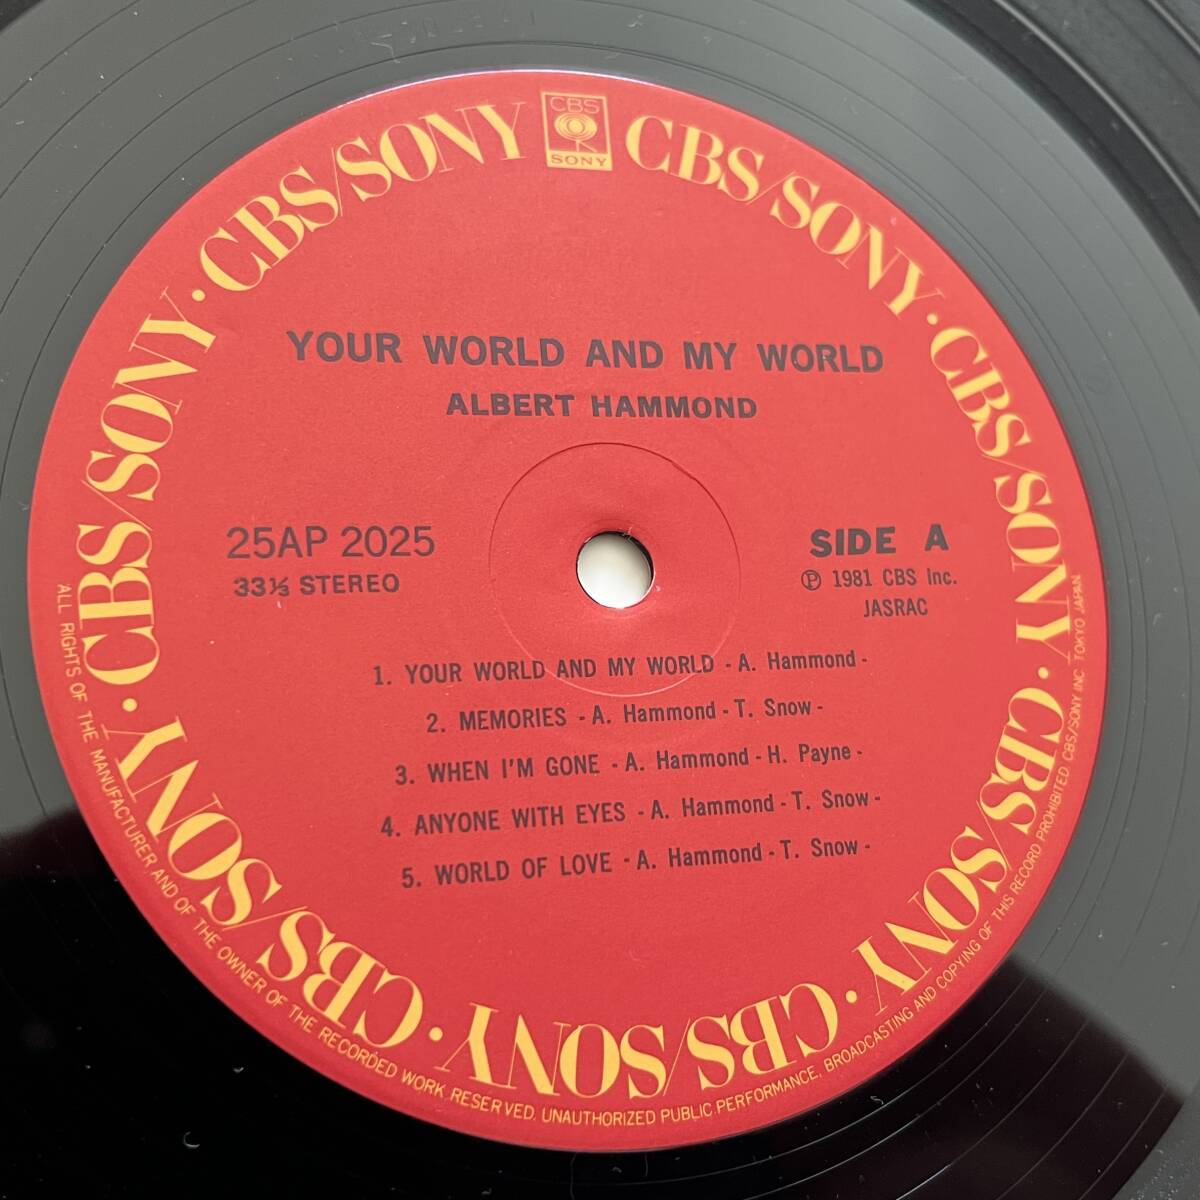 CBS
SONY
CBS/SONY · CBS/SONY · CBS/SONY · CBS/SONY · CBS/SONY · CBS/SONY · CBS/SONY
YOUR WORLD AND MY WORLD
ALBERT HAMMOND
25AP 2025
33⅓ STEREO
SIDE A
℗ 1981 CBS Inc.
JASRAC
1. YOUR WORLD AND MY WORLD - A. Hammond -
2. MEMORIES - A. Hammond - T. Snow -
3. WHEN I'M GONE - A. Hammond - H. Payne -
4. ANYONE WITH EYES - A. Hammond - T. Snow -
5. WORLD OF LOVE - A. Hammond - T. Snow -
ALL RIGHTS OF THE MANUFACTURER AND OF THE OWNER OF THE RECORDED WORK RESERVED. UNAUTHORIZED PUBLIC PERFORMANCE, BROADCASTING AND COPYING OF THIS RECORD PROHIBITED CBS/SONY INC TOKYO JAPAN